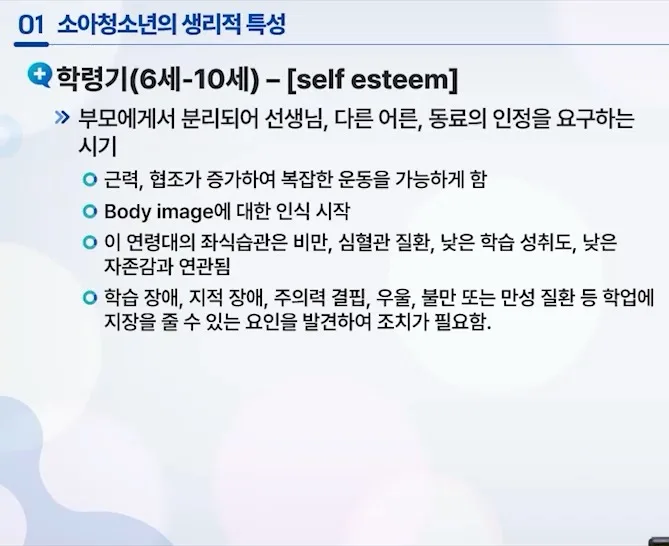 01 소아청소년의 생리적 특성
학령기(6세-10세) – [self esteem]
부모에게서 분리되어 선생님, 다른 어른, 동료의 인정을 요구하는
시기
근력, 협조가 증가하여 복잡한 운동을 가능하게 함
Body image에 대한 인식 시작
이 연령대의 좌식습관은 비만, 심혈관 질환, 낮은 학습 성취도, 낮은
자존감과 연관됨
학습 장애, 지적 장애, 주의력 결핍, 우울, 불만 또는 만성 질환 등 학업에
지장을 줄 수 있는 요인을 발견하여 조치가 필요함.